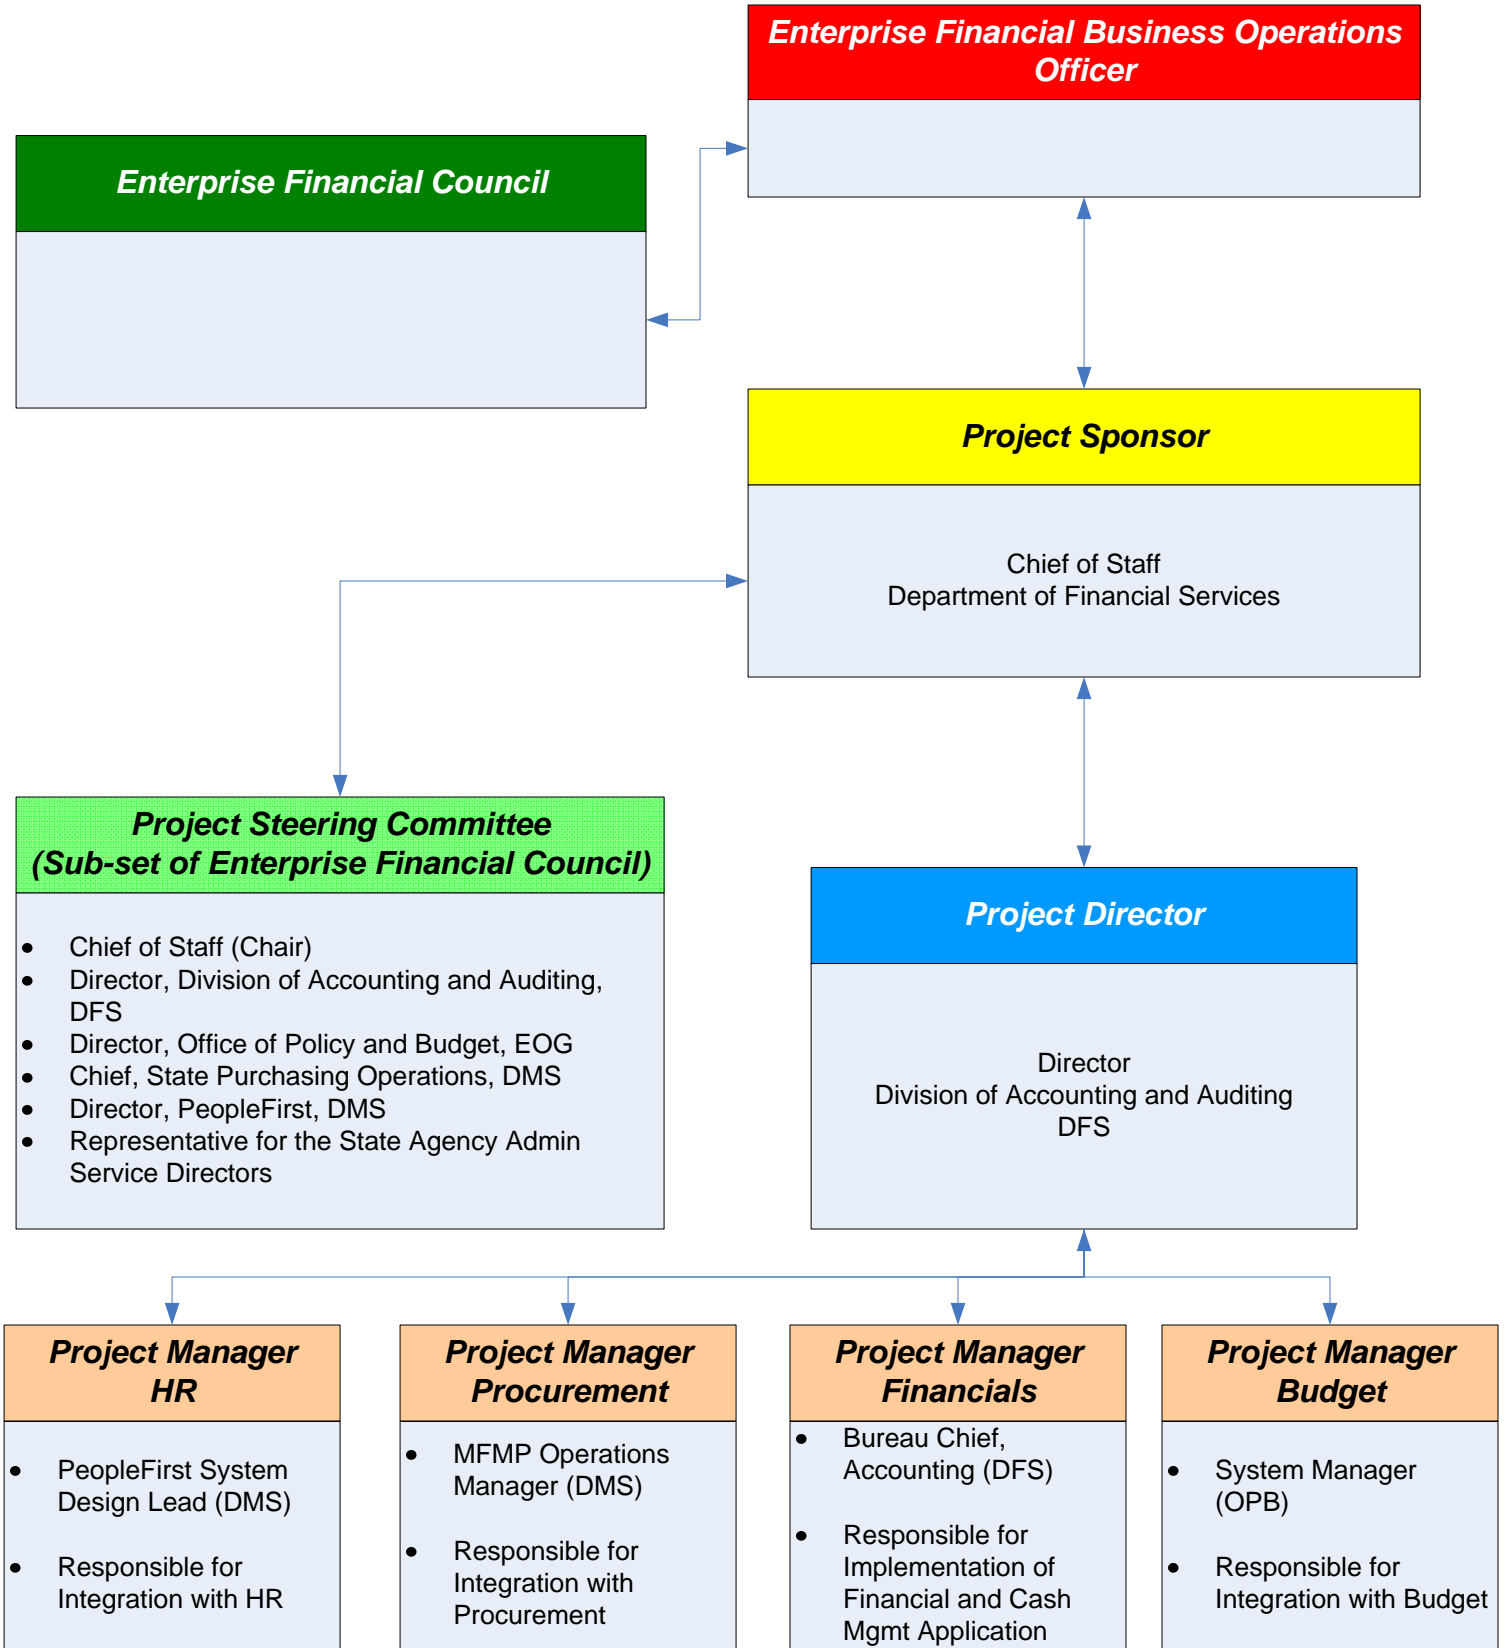 Enterprise Financial Business Operations
Officer
Enterprise Financial Council
Project Sponsor
Chief of Staff
Department of Financial Services
Project Steering Committee
(Sub-set of Enterprise Financial Council)
• Chief of Staff (Chair)
• Director, Division of Accounting and Auditing,
DFS
• Director, Office of Policy and Budget, EOG
• Chief, State Purchasing Operations, DMS
• Director, PeopleFirst, DMS
• Representative for the State Agency Admin
Service Directors
Project Director
Director
Division of Accounting and Auditing
DFS
Project Manager
HR
• PeopleFirst System
Design Lead (DMS)
• Responsible for
Integration with HR
Project Manager
Procurement
• MFMP Operations
Manager (DMS)
• Responsible for
Integration with
Procurement
Project Manager
Financials
• Bureau Chief,
Accounting (DFS)
• Responsible for
Implementation of
Financial and Cash
Mgmt Application
Project Manager
Budget
• System Manager
(OPB)
• Responsible for
Integration with Budget